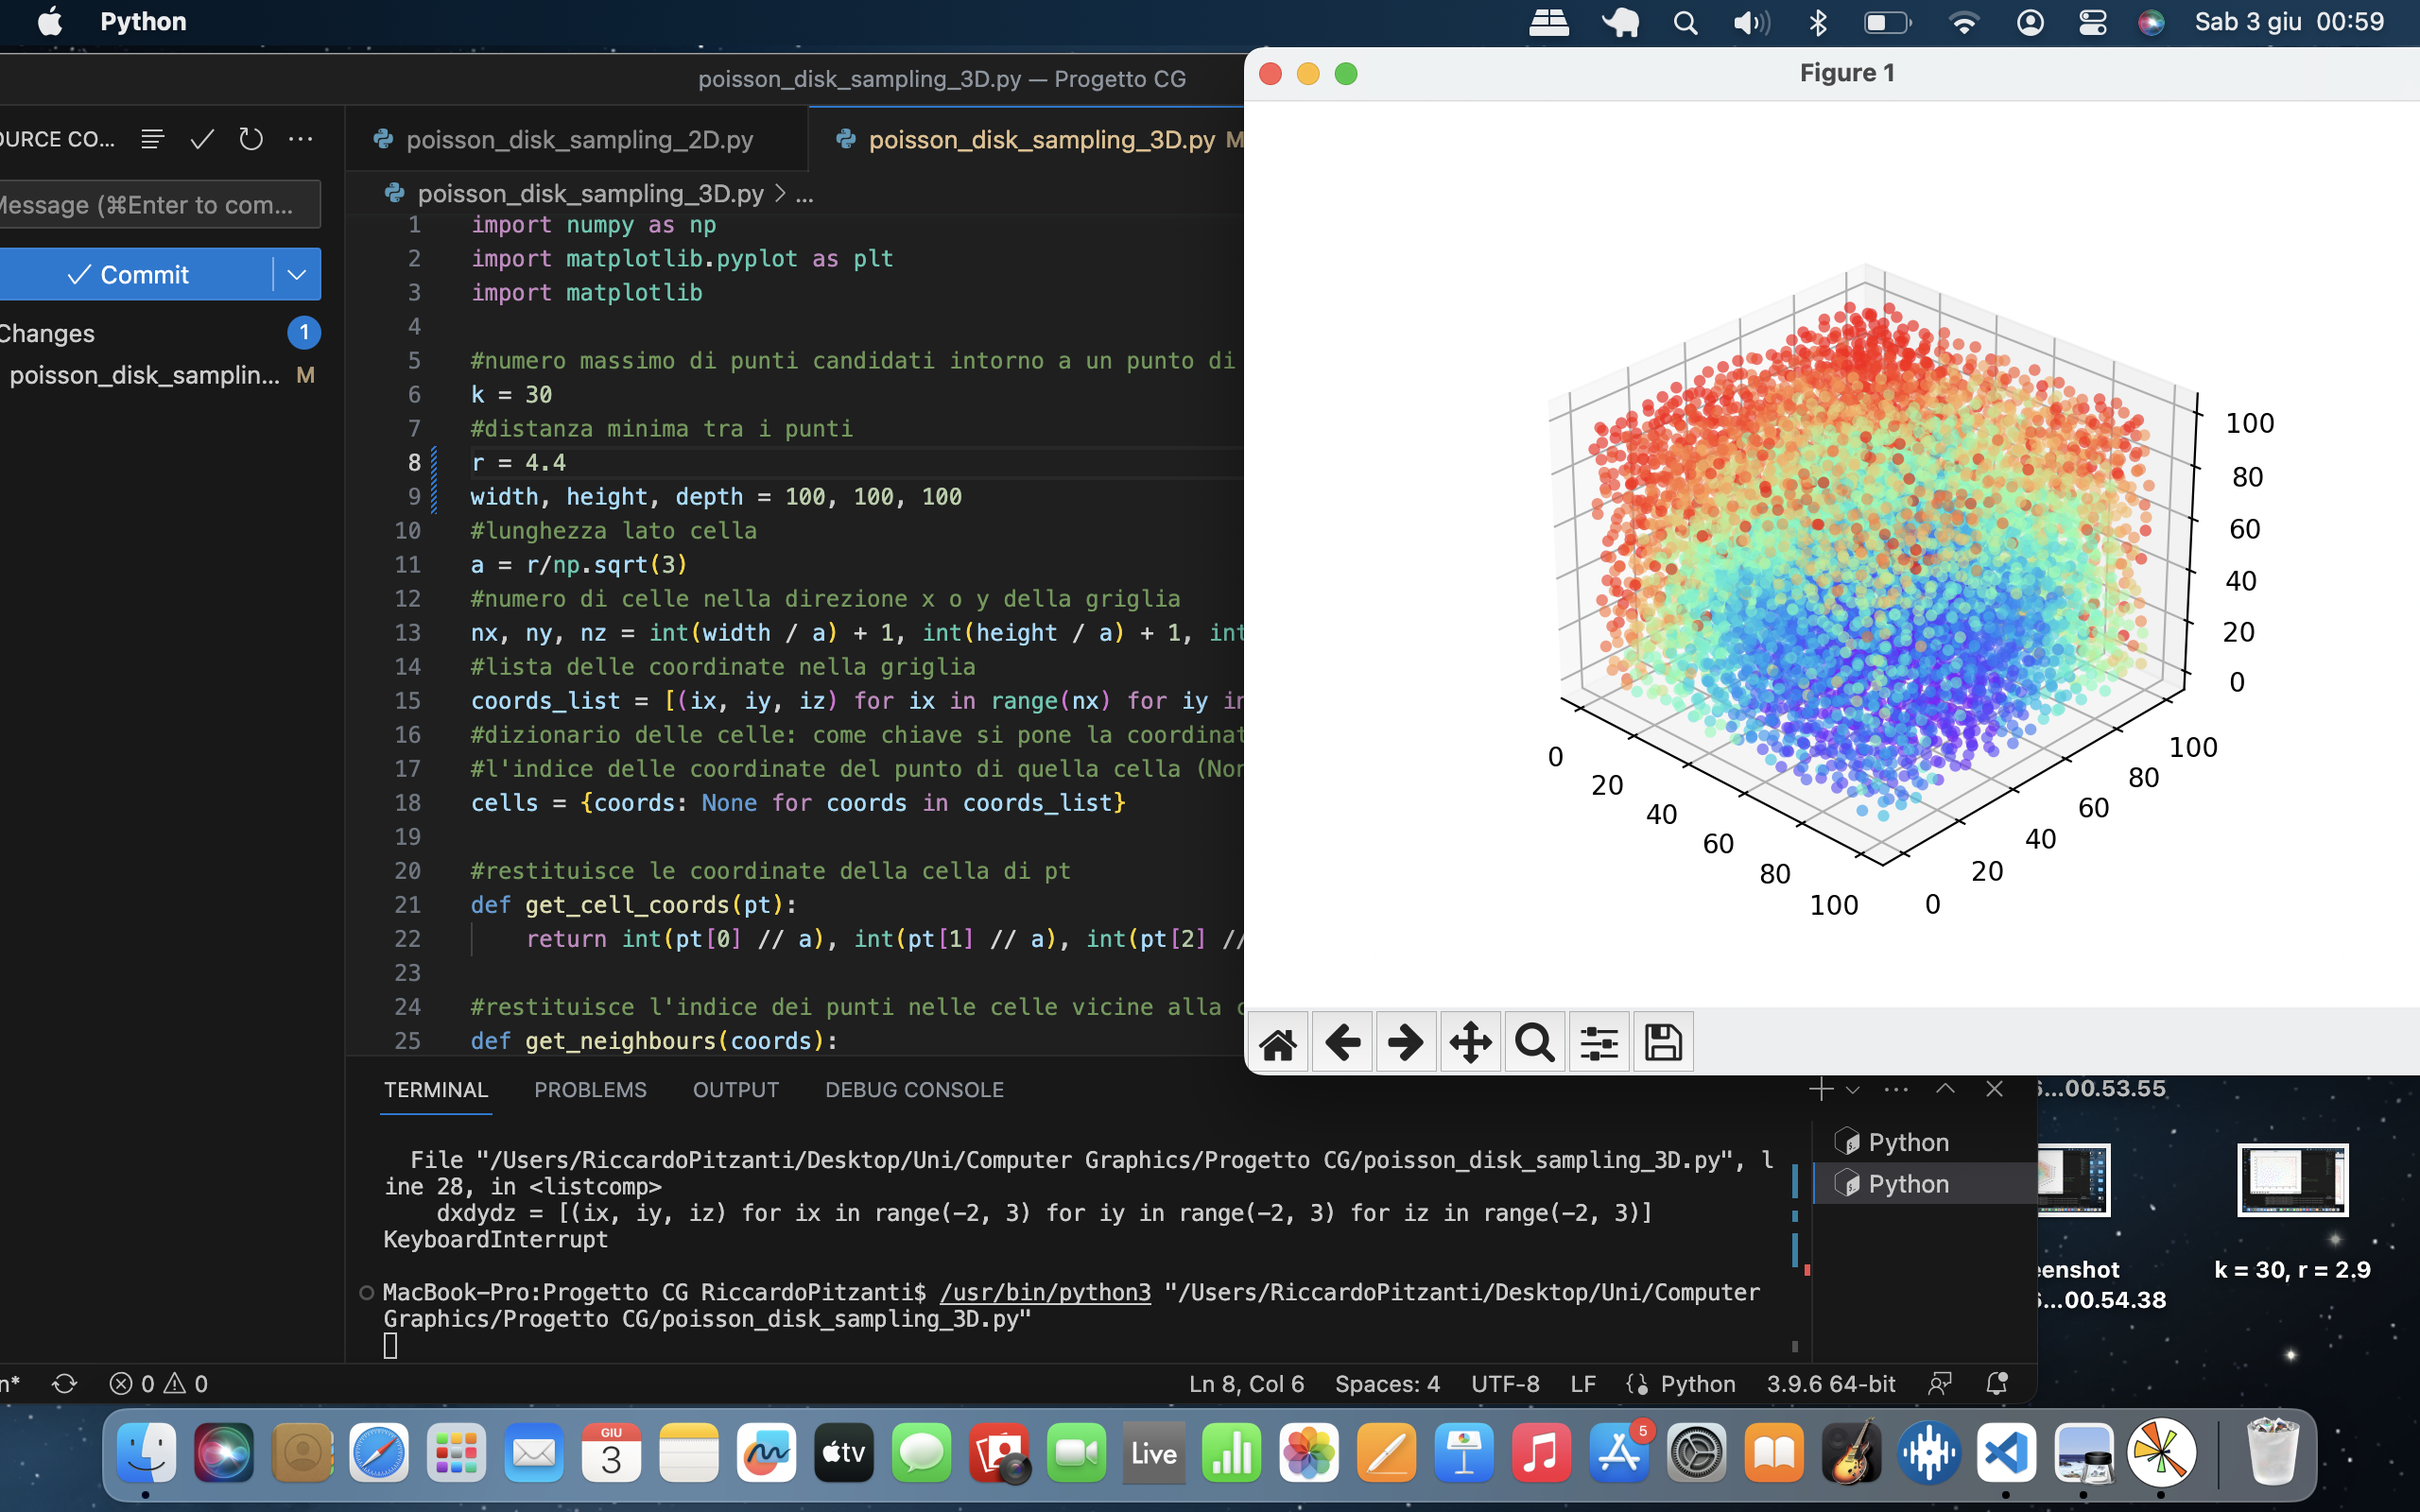 Python
Sab 3 giu 00:59
poisson_disk_sampling_3D.py — Progetto CG
Figure 1
OURCE CO...
poisson_disk_sampling_2D.py
poisson_disk_sampling_3D.py M
Message (⌘Enter to com...
poisson_disk_sampling_3D.py > ...
Commit
Changes
1
poisson_disk_samplin... M
1 import numpy as np
2 import matplotlib.pyplot as plt
3 import matplotlib
4
5 #numero massimo di punti candidati intorno a un punto di
6 k = 30
7 #distanza minima tra i punti
8 r = 4.4
9 width, height, depth = 100, 100, 100
10 #lunghezza lato cella
11 a = r/np.sqrt(3)
12 #numero di celle nella direzione x o y della griglia
13 nx, ny, nz = int(width / a) + 1, int(height / a) + 1, int
14 #lista delle coordinate nella griglia
15 coords_list = [(ix, iy, iz) for ix in range(nx) for iy in
16 #dizionario delle celle: come chiave si pone la coordinat
17 #l'indice delle coordinate del punto di quella cella (Non
18 cells = {coords: None for coords in coords_list}
19
20 #restituisce le coordinate della cella di pt
21 def get_cell_coords(pt):
22 return int(pt[0] // a), int(pt[1] // a), int(pt[2] //
23
24 #restituisce l'indice dei punti nelle celle vicine alla c
25 def get_neighbours(coords):
100
80
60
40
20
0
0
20
40
60
80
100
0
20
40
60
80
100
TERMINAL
PROBLEMS
OUTPUT
DEBUG CONSOLE
File "/Users/RiccardoPitzanti/Desktop/Uni/Computer Graphics/Progetto CG/poisson_disk_sampling_3D.py", l
ine 28, in <listcomp>
dxdydz = [(ix, iy, iz) for ix in range(-2, 3) for iy in range(-2, 3) for iz in range(-2, 3)]
KeyboardInterrupt
MacBook-Pro:Progetto CG RiccardoPitzanti$ /usr/bin/python3 "/Users/RiccardoPitzanti/Desktop/Uni/Computer
Graphics/Progetto CG/poisson_disk_sampling_3D.py"
Python
Python
...00.53.55
eenshot
...00.54.38
k = 30, r = 2.9
n*
0
0
Ln 8, Col 6
Spaces: 4
UTF-8
LF
Python
3.9.6 64-bit
GIU
3
tv
Live
5